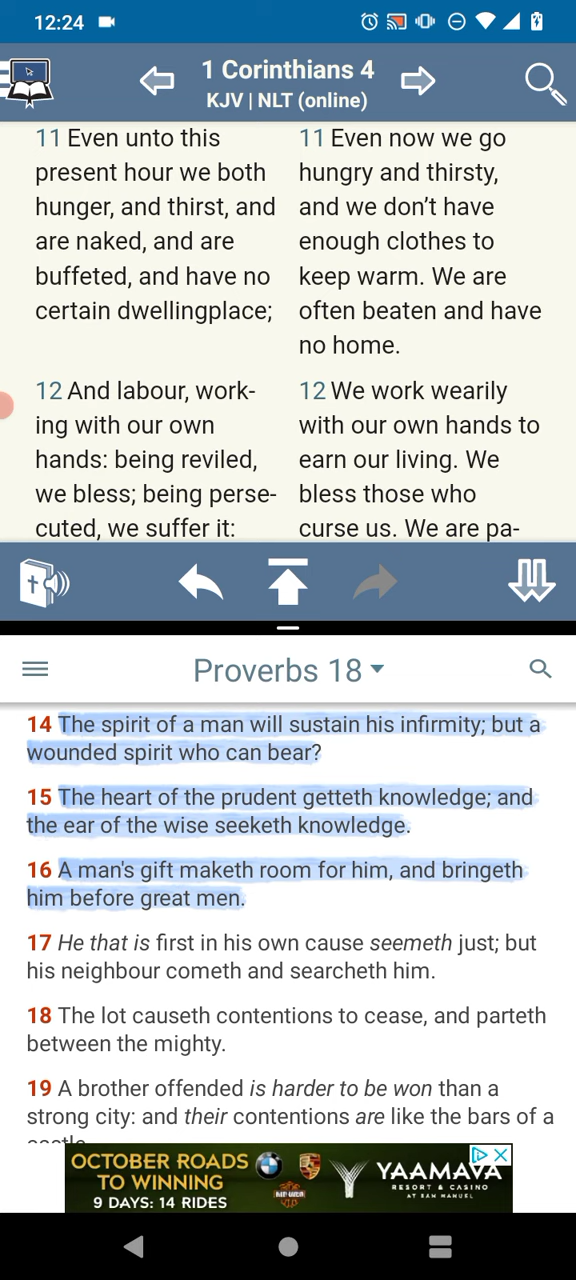 12:24
1 Corinthians 4
KJV | NLT (online)
11 Even unto this
present hour we both
hunger, and thirst, and
are naked, and are
buffeted, and have no
certain dwellingplace;
12 And labour, work-
ing with our own
hands: being reviled,
we bless; being perse-
cuted, we suffer it:
11 Even now we go
hungry and thirsty,
and we don’t have
enough clothes to
keep warm. We are
often beaten and have
no home.
12 We work wearily
with our own hands to
earn our living. We
bless those who
curse us. We are pa-
Proverbs 18
14 The spirit of a man will sustain his infirmity; but a
wounded spirit who can bear?
15 The heart of the prudent getteth knowledge; and
the ear of the wise seeketh knowledge.
16 A man's gift maketh room for him, and bringeth
him before great men.
17 He that is first in his own cause seemeth just; but
his neighbour cometh and searcheth him.
18 The lot causeth contentions to cease, and parteth
between the mighty.
19 A brother offended is harder to be won than a
strong city: and their contentions are like the bars of a
castle.
OCTOBER ROADS
TO WINNING
9 DAYS: 14 RIDES
YAAMAVA
RESORT & CASINO
AT SAN MANUEL